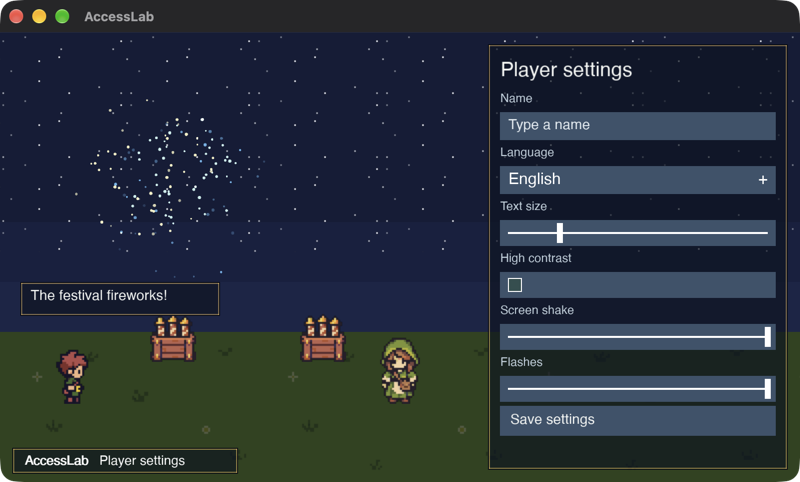 AccessLab
Player settings
Name
Type a name
Language
English +
Text size
High contrast
Screen shake
Flashes
Save settings
The festival fireworks!
AccessLab Player settings